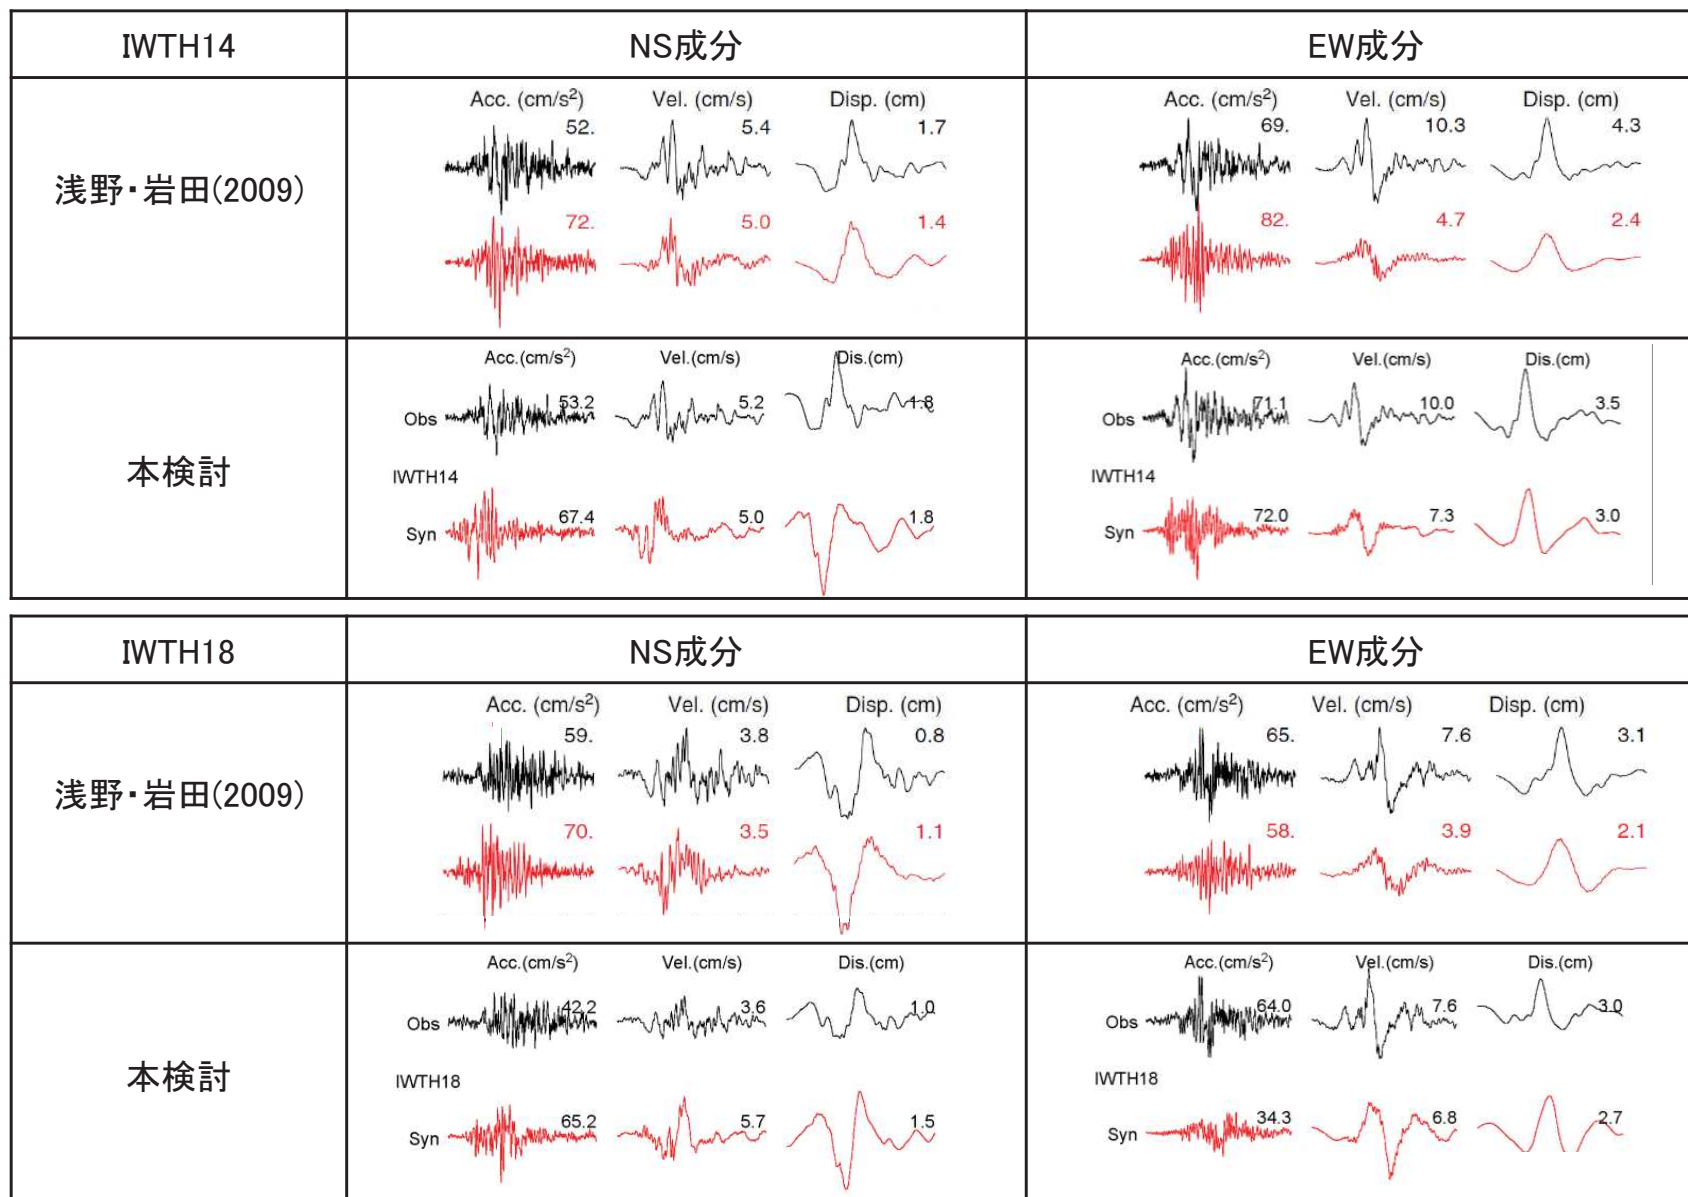 IWTH14 NS成分 EW成分
浅野・岩田(2009)
Acc. (cm/s²) Vel. (cm/s) Disp. (cm)
52. 5.4 1.7
72. 5.0 1.4
Acc. (cm/s²) Vel. (cm/s) Disp. (cm)
69. 10.3 4.3
82. 4.7 2.4
本検討
Acc.(cm/s²) Vel.(cm/s) Dis.(cm)
Obs 53.2 5.2 1.8
IWTH14
Syn 67.4 5.0 1.8
Acc.(cm/s²) Vel.(cm/s) Dis.(cm)
Obs 71.1 10.0 3.5
IWTH14
Syn 72.0 7.3 3.0
IWTH18 NS成分 EW成分
浅野・岩田(2009)
Acc. (cm/s²) Vel. (cm/s) Disp. (cm)
59. 3.8 0.8
70. 3.5 1.1
Acc. (cm/s²) Vel. (cm/s) Disp. (cm)
65. 7.6 3.1
58. 3.9 2.1
本検討
Acc.(cm/s²) Vel.(cm/s) Dis.(cm)
Obs 42.2 3.6 1.0
IWTH18
Syn 65.2 5.7 1.5
Acc.(cm/s²) Vel.(cm/s) Dis.(cm)
Obs 64.0 7.6 3.0
IWTH18
Syn 34.3 6.8 2.7